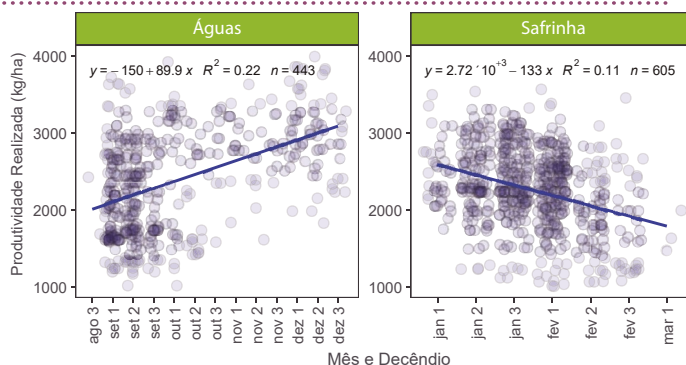 Águas
Safrinha
Produtividade Realizada (kg/ha)
4000
3000
2000
1000
y = − 150 + 89.9 x   R² = 0.22   n = 443
y = 2.72 ´ 10⁺³ − 133 x   R² = 0.11   n = 605
4000
3000
2000
1000
ago 3
set 1
set 2
set 3
out 1
out 2
out 3
nov 1
nov 2
nov 3
dez 1
dez 2
dez 3
jan 1
jan 2
jan 3
fev 1
fev 2
fev 3
mar 1
Mês e Decêndio